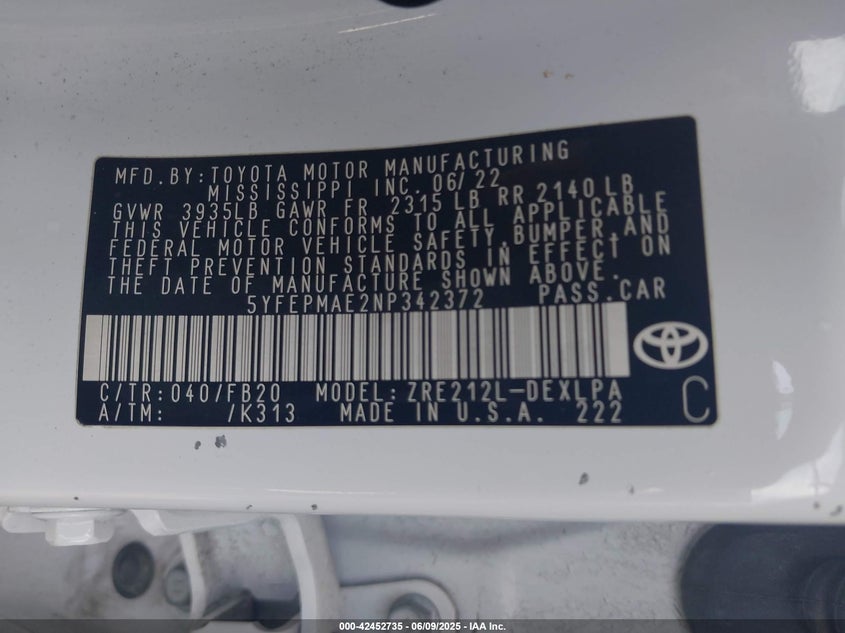 MFD.BY:TOYOTA MOTOR MANUFACTURING
MISSISSIPPI INC. 06/22
GVWR 3935LB GAWR FR 2315 LB RR 2140LB
THIS VEHICLE CONFORMS TO ALL APPLICABLE
FEDERAL MOTOR VEHICLE SAFETY,BUMPER,AND
THEFT PREVENTION STANDARDS IN EFFECT ON
THE DATE OF MANUFACTURE SHOWN ABOVE.
5YFEPMAE2NP342372 PASS.CAR
C/TR:040/FB20 MODEL:ZRE212L-DEXLPA
A/TM: /K313 MADE IN U.S.A. 222 C
000-42452735 - 06/09/2025 - IAA Inc.